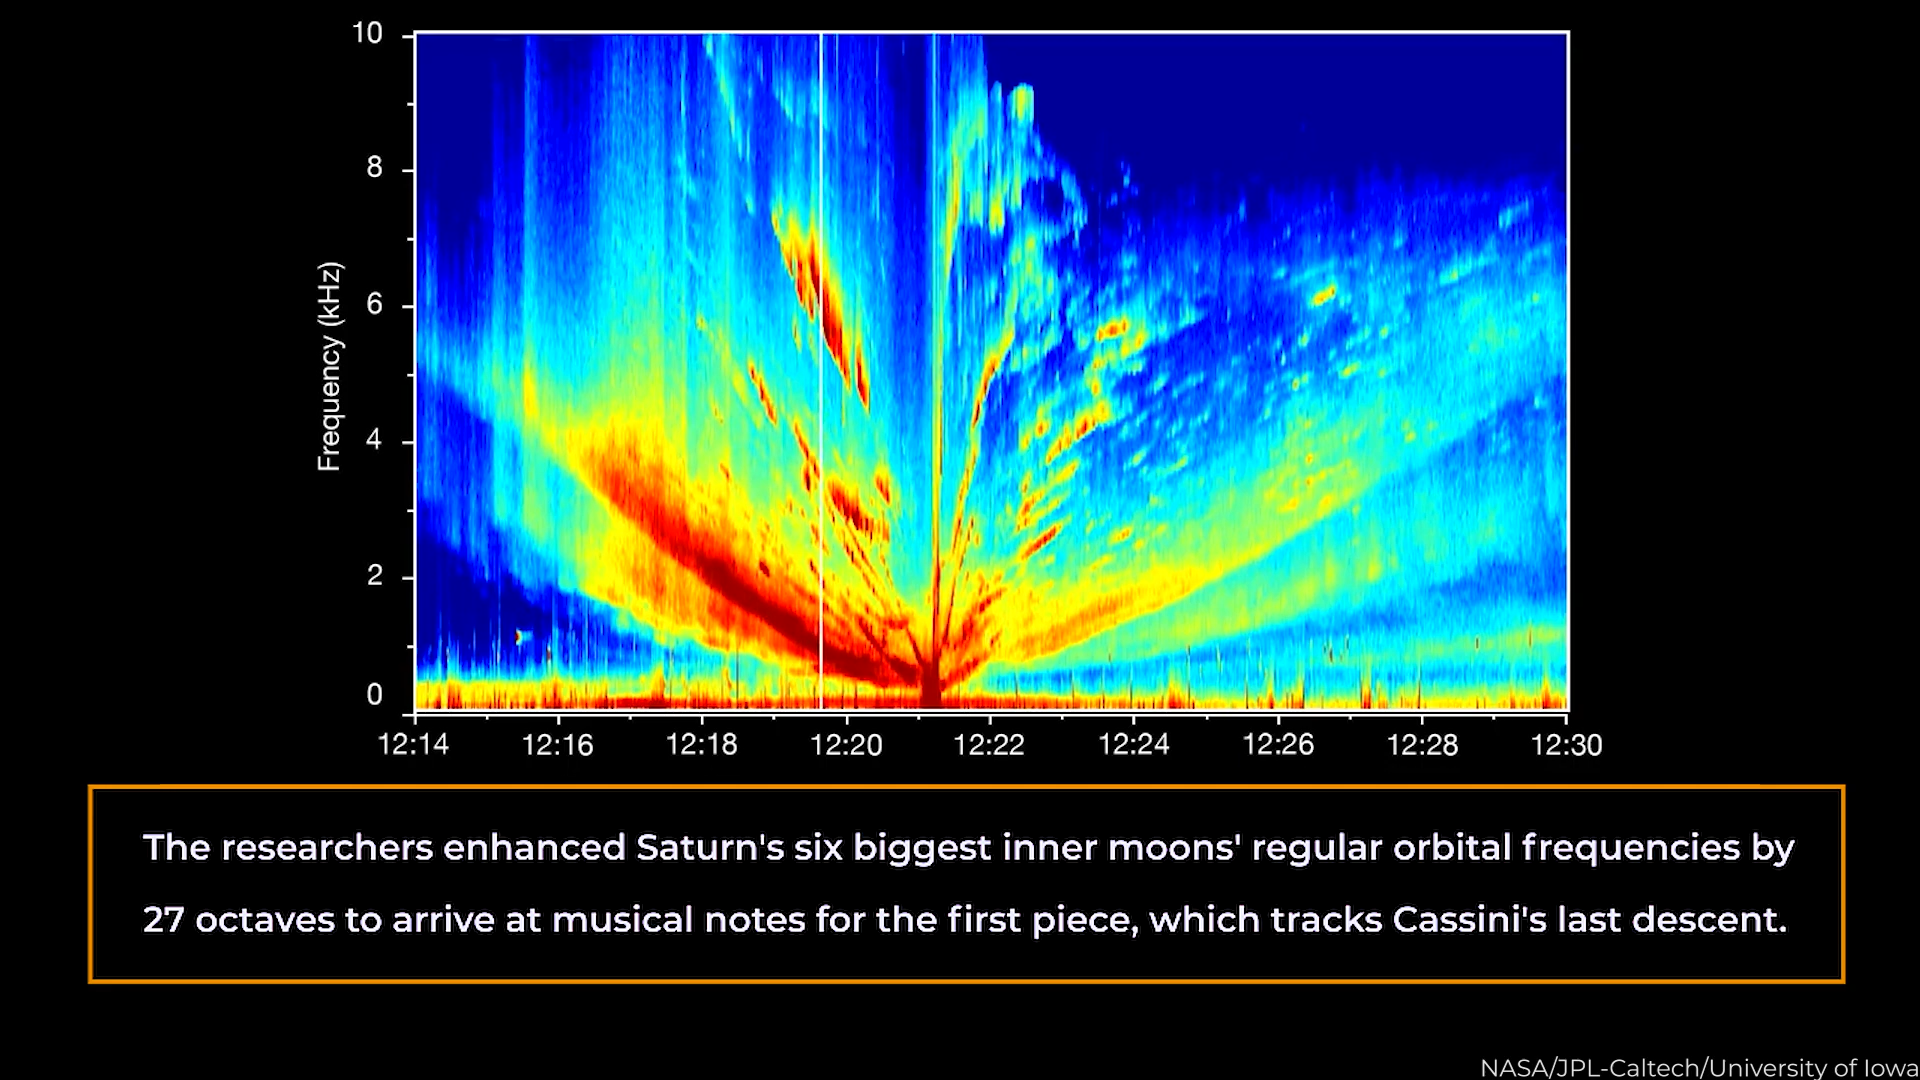 10
8
6
4
2
0
Frequency (kHz)
12:14 12:16 12:18 12:20 12:22 12:24 12:26 12:28 12:30
The researchers enhanced Saturn's six biggest inner moons' regular orbital frequencies by
27 octaves to arrive at musical notes for the first piece, which tracks Cassini's last descent.
NASA/JPL-Caltech/University of Iowa